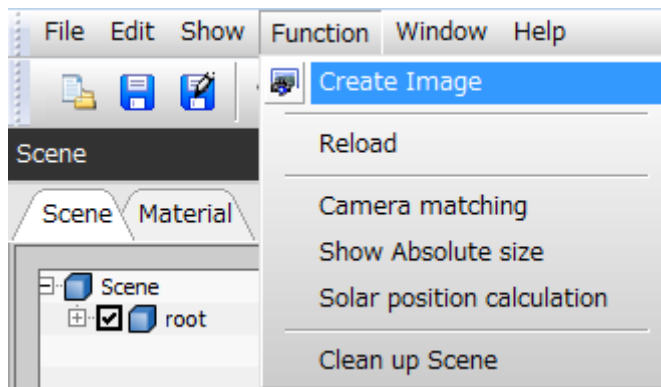 File Edit Show Function Window Help
Create Image
Reload
Camera matching
Show Absolute size
Solar position calculation
Clean up Scene
Scene
Scene Material
Scene
root